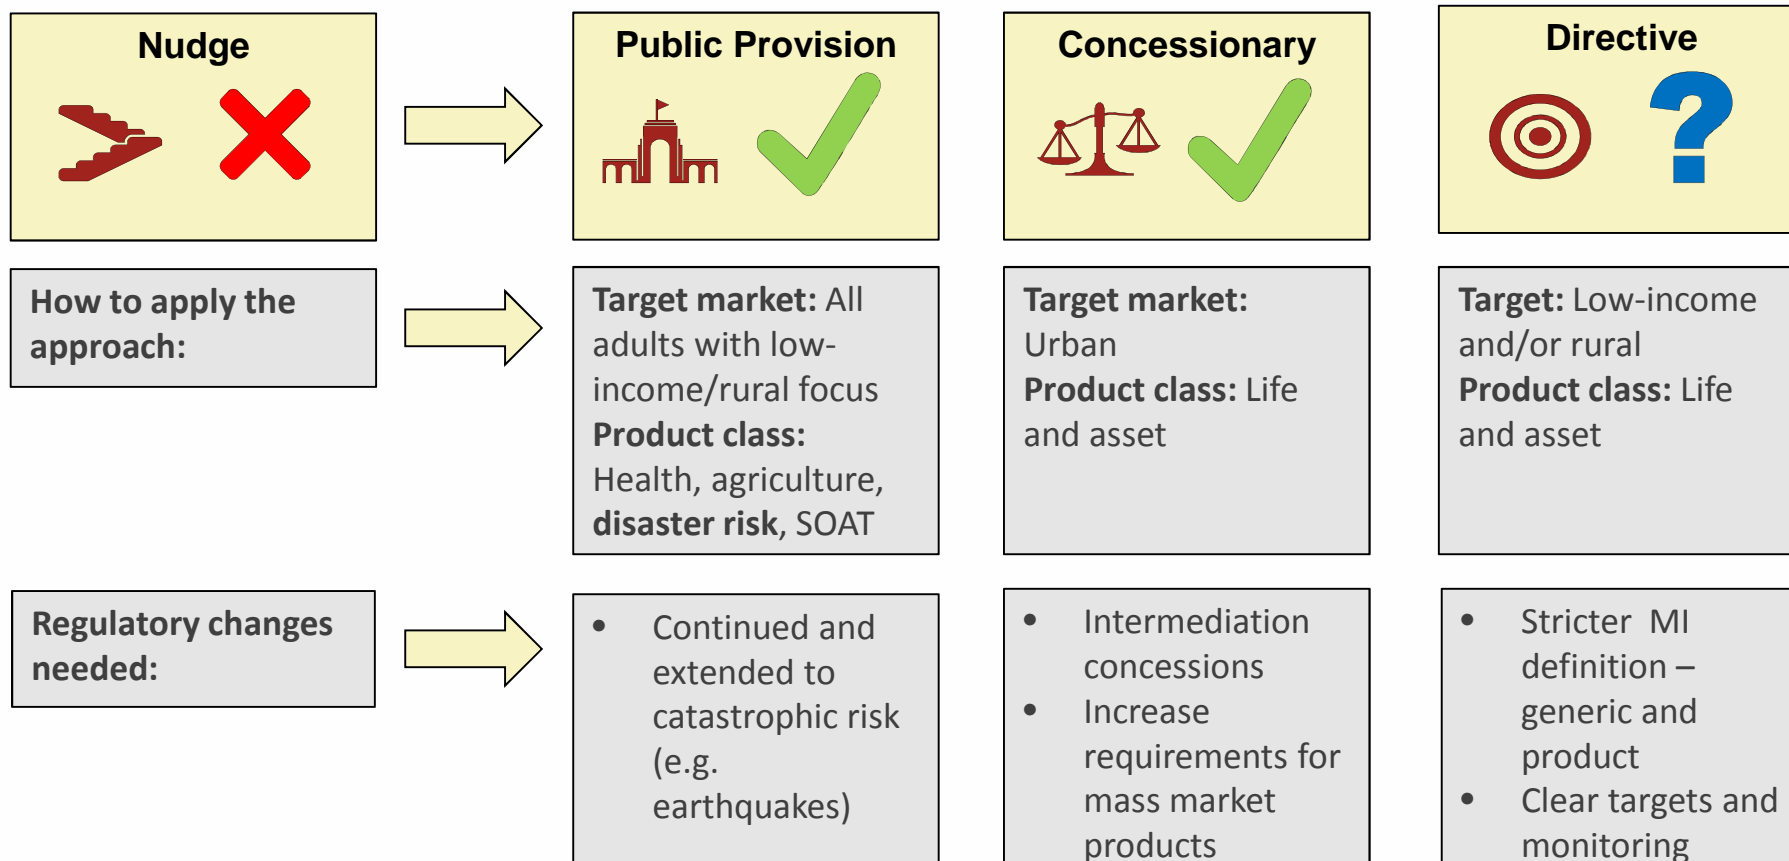 Nudge
Public Provision
Concessionary
Directive
How to apply the
approach:
Target market: All
adults with low-
income/rural focus
Product class:
Health, agriculture,
disaster risk, SOAT
Target market:
Urban
Product class: Life
and asset
Target: Low-income
and/or rural
Product class: Life
and asset
Regulatory changes
needed:
• Continued and
extended to
catastrophic risk
(e.g.
earthquakes)
• Intermediation
concessions
• Increase
requirements for
mass market
products
• Stricter MI
definition –
generic and
product
• Clear targets and
monitoring